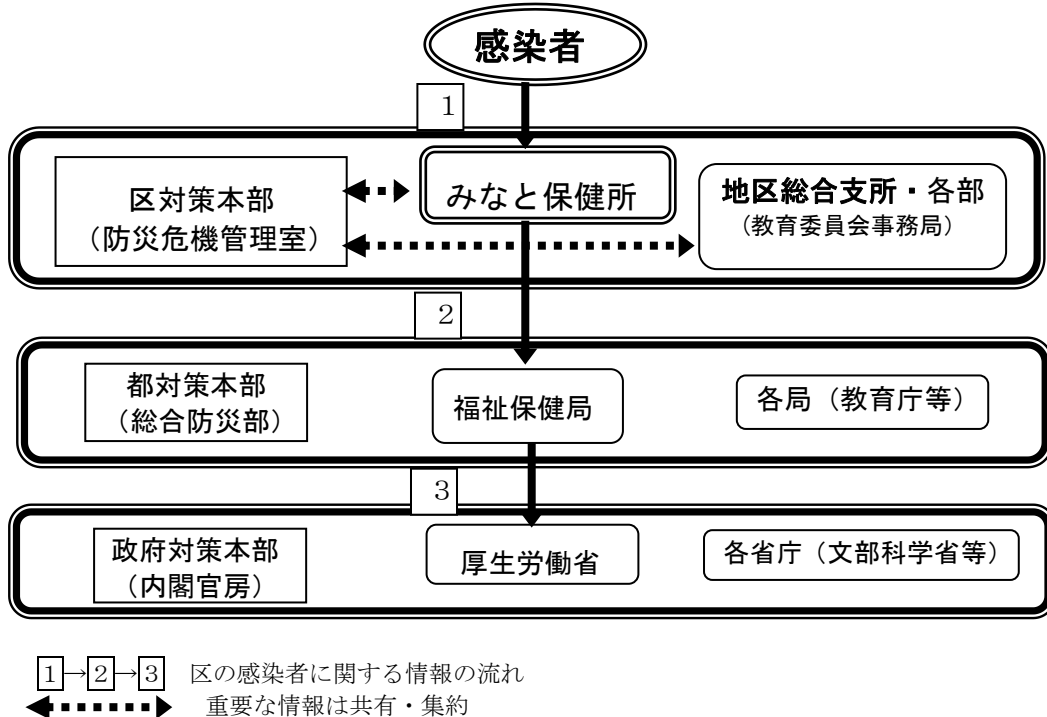 感染者
1
区対策本部
（防災危機管理室）
みなと保健所
地区総合支所・各部
（教育委員会事務局）
2
都対策本部
（総合防災部）
福祉保健局
各局（教育庁等）
3
政府対策本部
（内閣官房）
厚生労働省
各省庁（文部科学省等）
1→2→3 区の感染者に関する情報の流れ
重要な情報は共有・集約